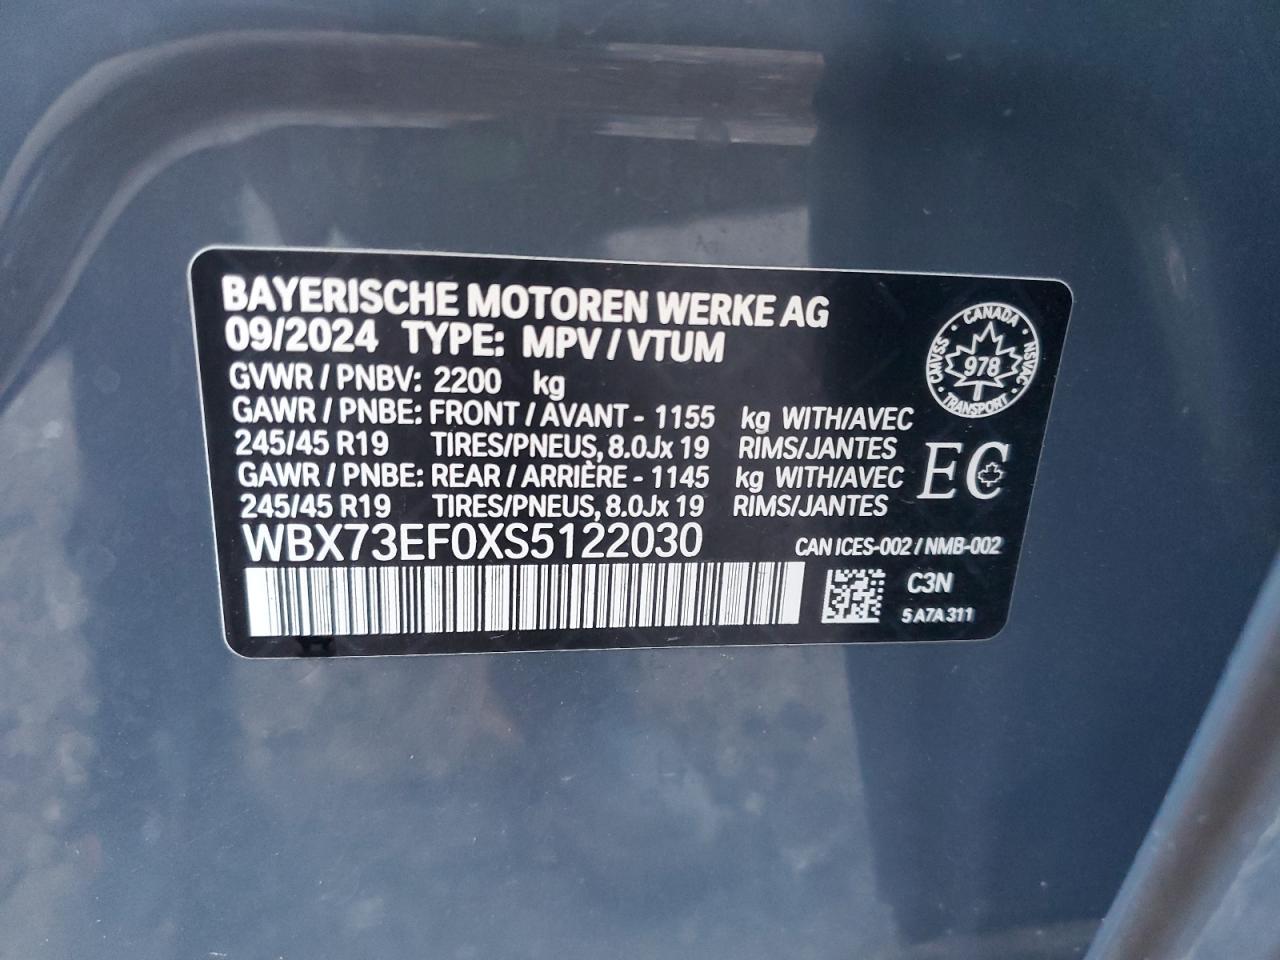 BAYERISCHE MOTOREN WERKE AG
09/2024 TYPE: MPV / VTUM
GVWR / PNBV: 2200 kg
GAWR / PNBE: FRONT / AVANT - 1155 kg WITH/AVEC
245/45 R19 TIRES/PNEUS, 8.0Jx 19 RIMS/JANTES
GAWR / PNBE: REAR / ARRIÈRE - 1145 kg WITH/AVEC
245/45 R19 TIRES/PNEUS, 8.0Jx 19 RIMS/JANTES
WBX73EF0XS5122030
CANADA
CMVSS NSVAC
978
TRANSPORT
EC
CAN ICES-002 / NMB-002
C3N
5 A7A 311